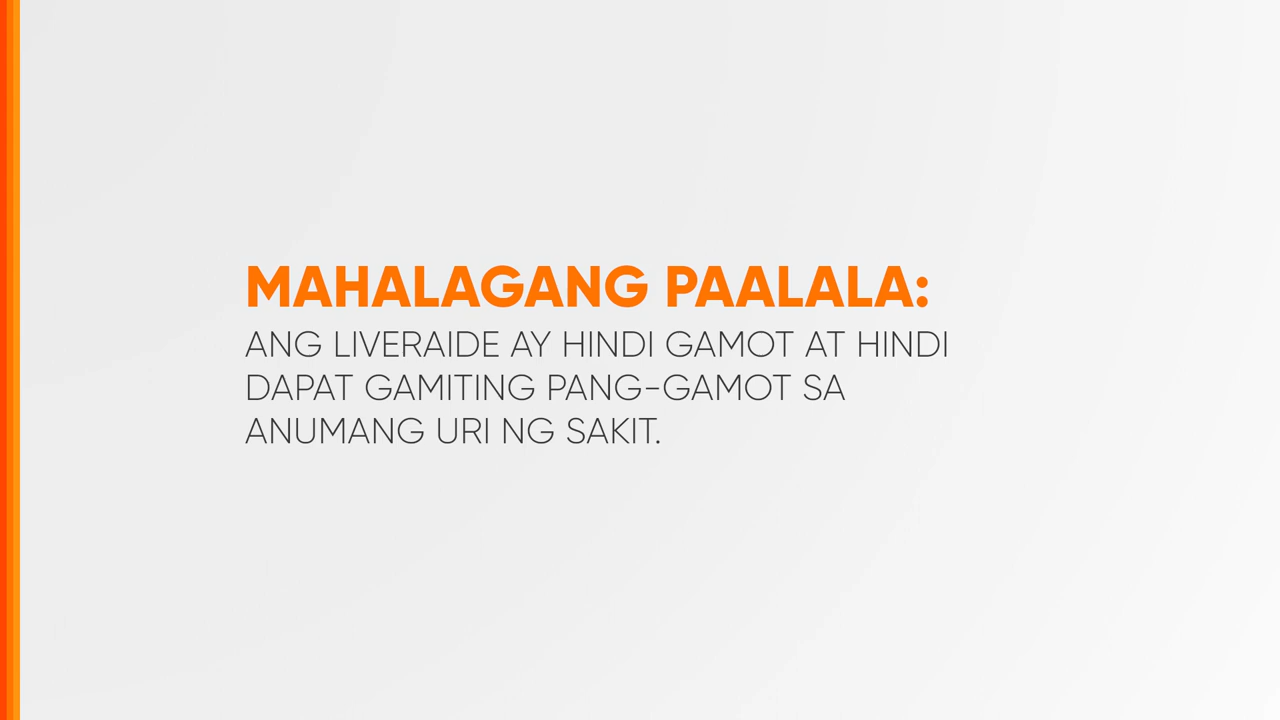 MAHALAGANG PAALALA:
ANG LIVERAIDE AY HINDI GAMOT AT HINDI
DAPAT GAMITING PANG-GAMOT SA
ANUMANG URI NG SAKIT.